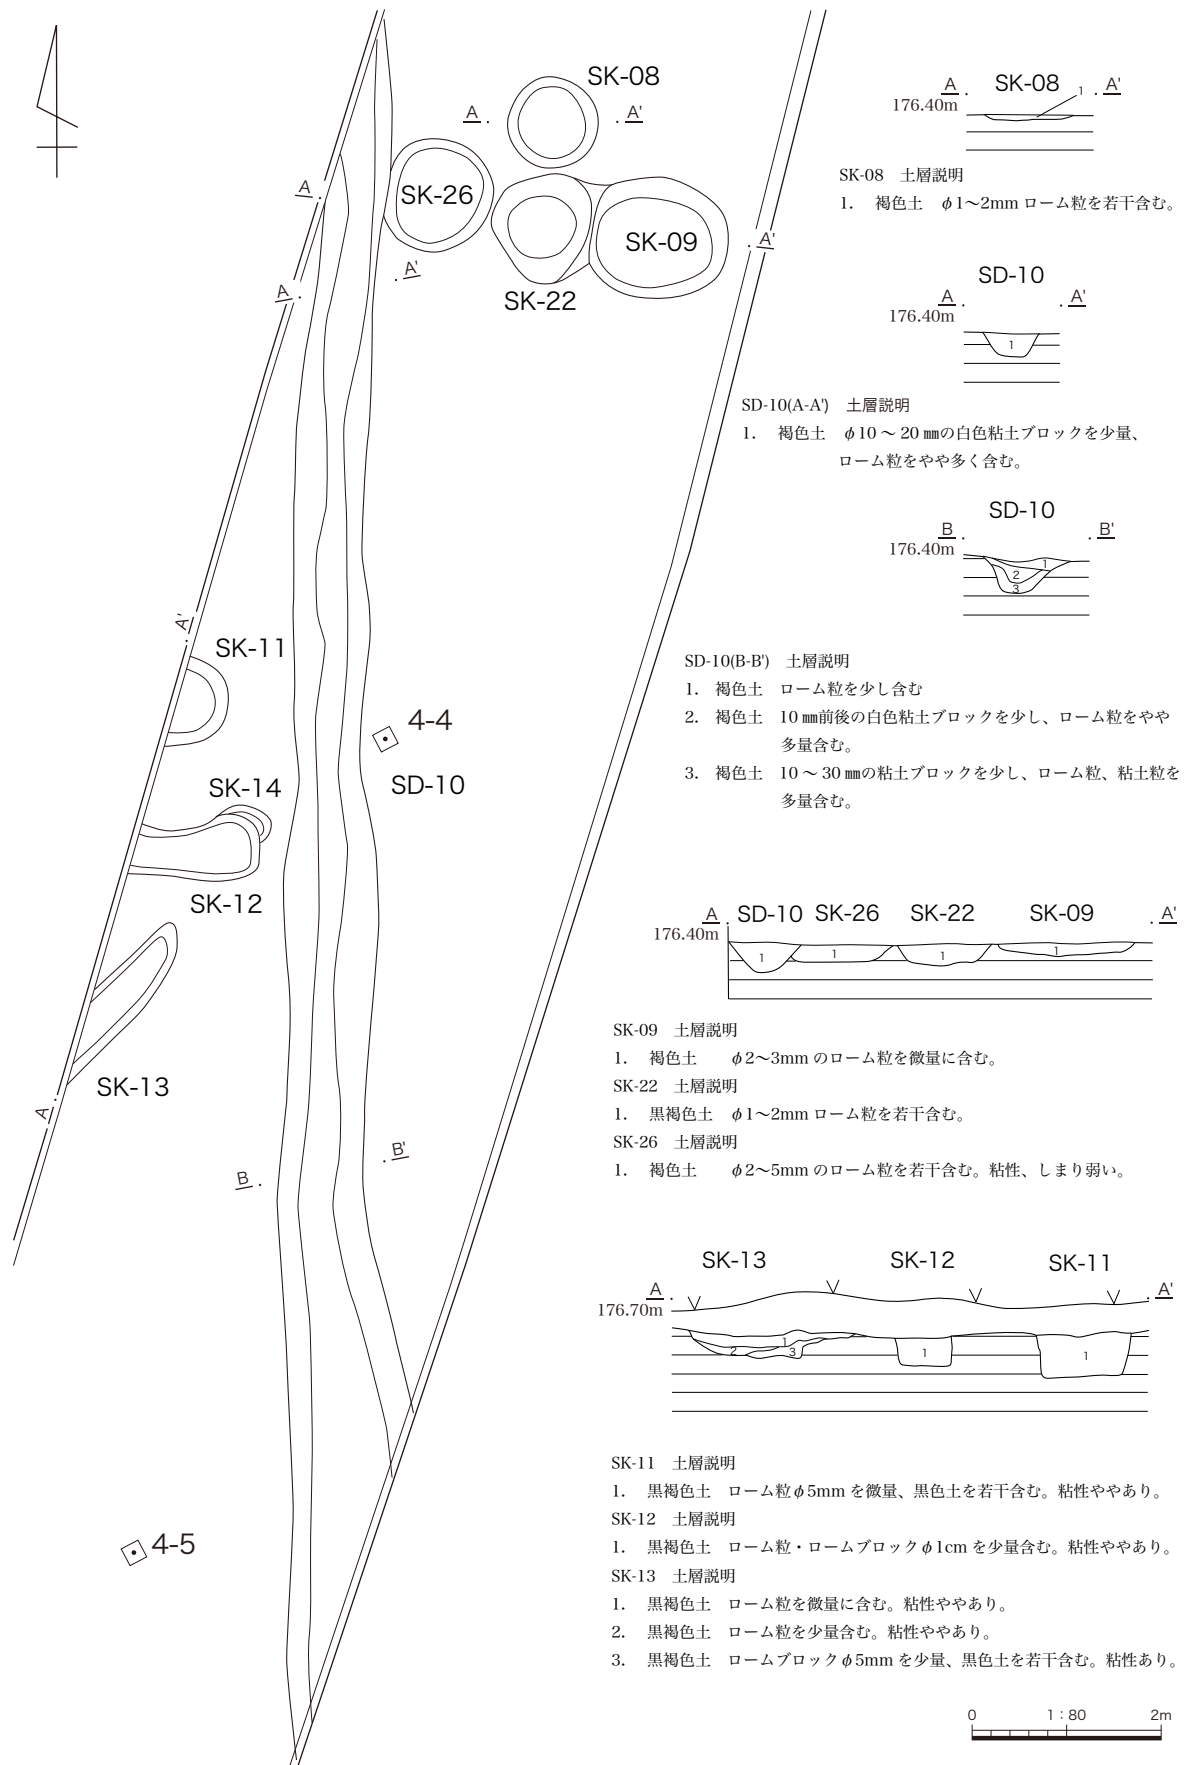 SK-08
A
A'
SK-26
A
SK-09
A'
A'
A
SK-22
A'
SK-11
4-4
SK-14
SD-10
SK-12
SK-13
A
B'
B
4-5
A
SK-08
1
A'
176.40m
SK-08 土層説明
1. 褐色土 φ1～2mm ローム粒を若干含む。
SD-10
A
A'
176.40m
1
SD-10(A-A') 土層説明
1. 褐色土 φ10 ～ 20 ㎜の白色粘土ブロックを少量、
ローム粒をやや多く含む。
SD-10
B
B'
176.40m
1
2
3
SD-10(B-B') 土層説明
1. 褐色土 ローム粒を少し含む
2. 褐色土 10 ㎜前後の白色粘土ブロックを少し、ローム粒をやや
多量含む。
3. 褐色土 10 ～ 30 ㎜の粘土ブロックを少し、ローム粒、粘土粒を
多量含む。
A SD-10 SK-26 SK-22 SK-09 A'
176.40m
1 1 1 1
SK-09 土層説明
1. 褐色土 φ2～3mm のローム粒を微量に含む。
SK-22 土層説明
1. 黒褐色土 φ1～2mm ローム粒を若干含む。
SK-26 土層説明
1. 褐色土 φ2～5mm のローム粒を若干含む。粘性、しまり弱い。
SK-13 SK-12 SK-11
A
A'
176.70m
1
2 3 1 1
SK-11 土層説明
1. 黒褐色土 ローム粒φ5mm を微量、黒色土を若干含む。粘性ややあり。
SK-12 土層説明
1. 黒褐色土 ローム粒・ロームブロックφ1cm を少量含む。粘性ややあり。
SK-13 土層説明
1. 黒褐色土 ローム粒を微量に含む。粘性ややあり。
2. 黒褐色土 ローム粒を少量含む。粘性ややあり。
3. 黒褐色土 ロームブロックφ5mm を少量、黒色土を若干含む。粘性あり。
0 1：80 2m